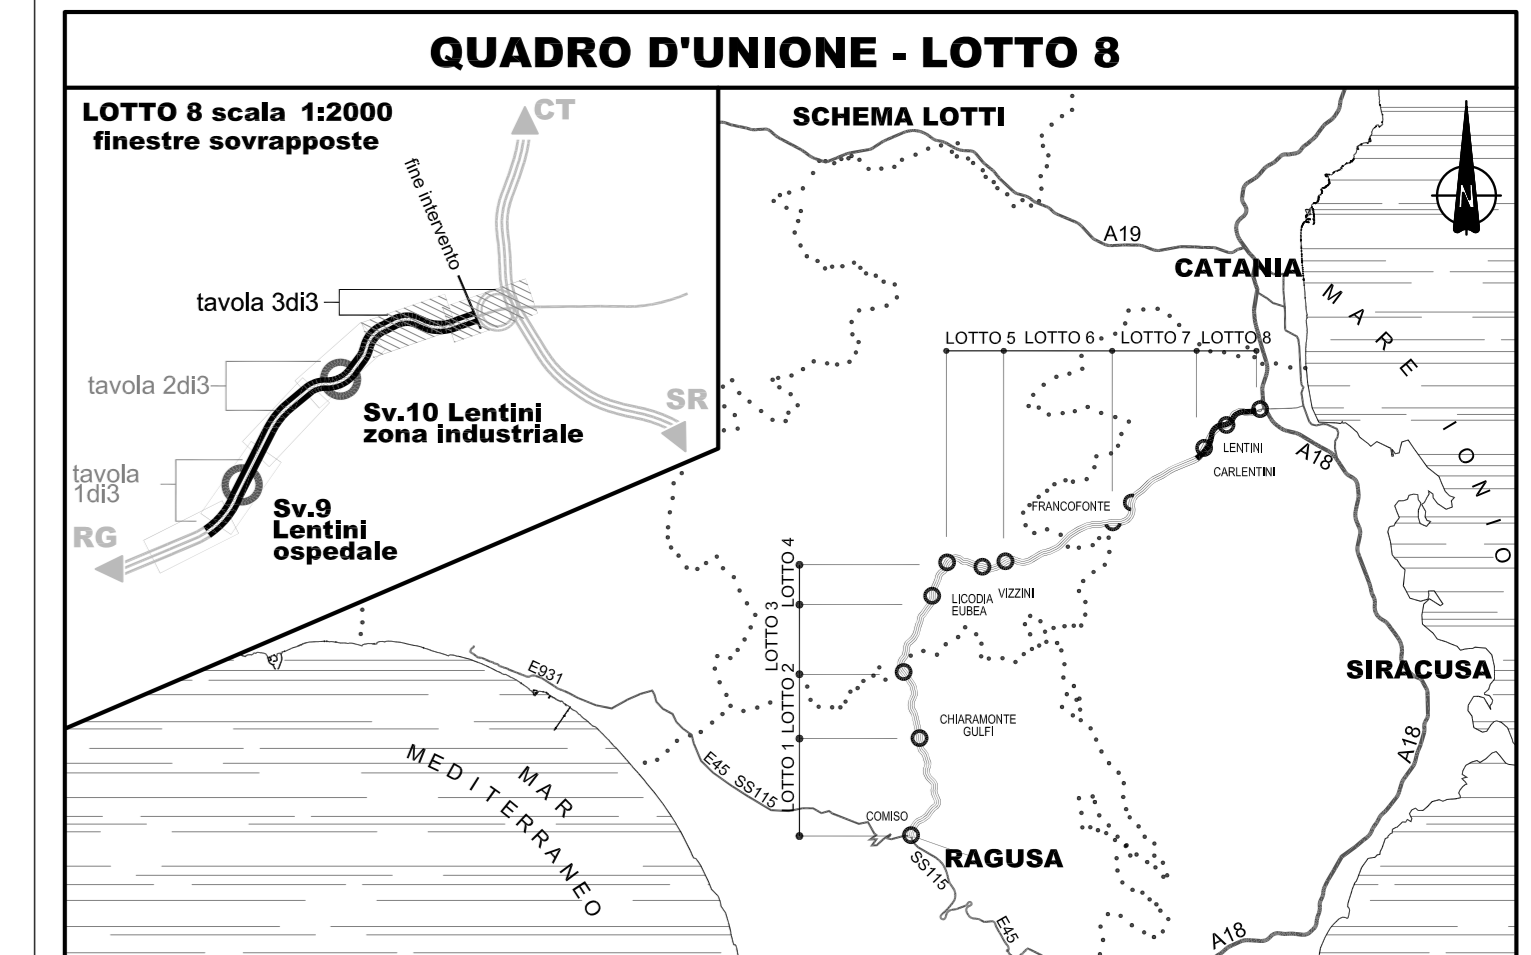 QUADRO D'UNIONE - LOTTO 8
LOTTO 8 scala 1:2000
finestre sovrapposte
CT
fine intervento
tavola 3di3
tavola 2di3
SR
Sv.10 Lentini
zona industriale
tavola
1di3
Sv.9
Lentini
ospedale
RG
SCHEMA LOTTI
N
A19
CATANIA
MARE
IONIO
LOTTO 5
LOTTO 6
LOTTO 7
LOTTO 8
LENTINI
CARLENTINI
A18
FRANCOFONTE
LOTTO 4
LOTTO 3
LOTTO 2
LOTTO 1
LICODIA
EUBEA
VIZZINI
SIRACUSA
E931
CHIARAMONTE
GULFI
A18
E45 SS115
MAR
MEDITERRANEO
COMISO
RAGUSA
SS115
E45
A18